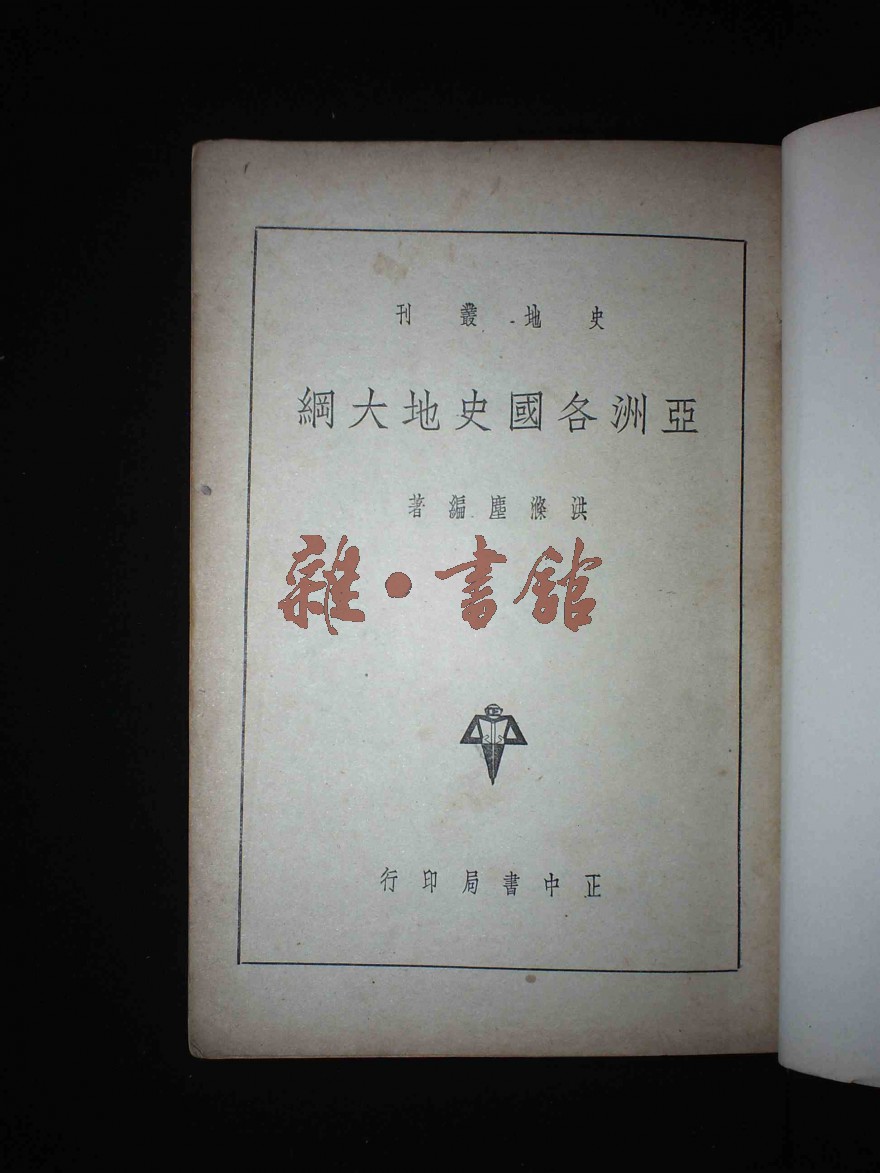 史地叢刊
亞洲各國史地大綱
洪滌塵編著
雜·書館
正中書局印行